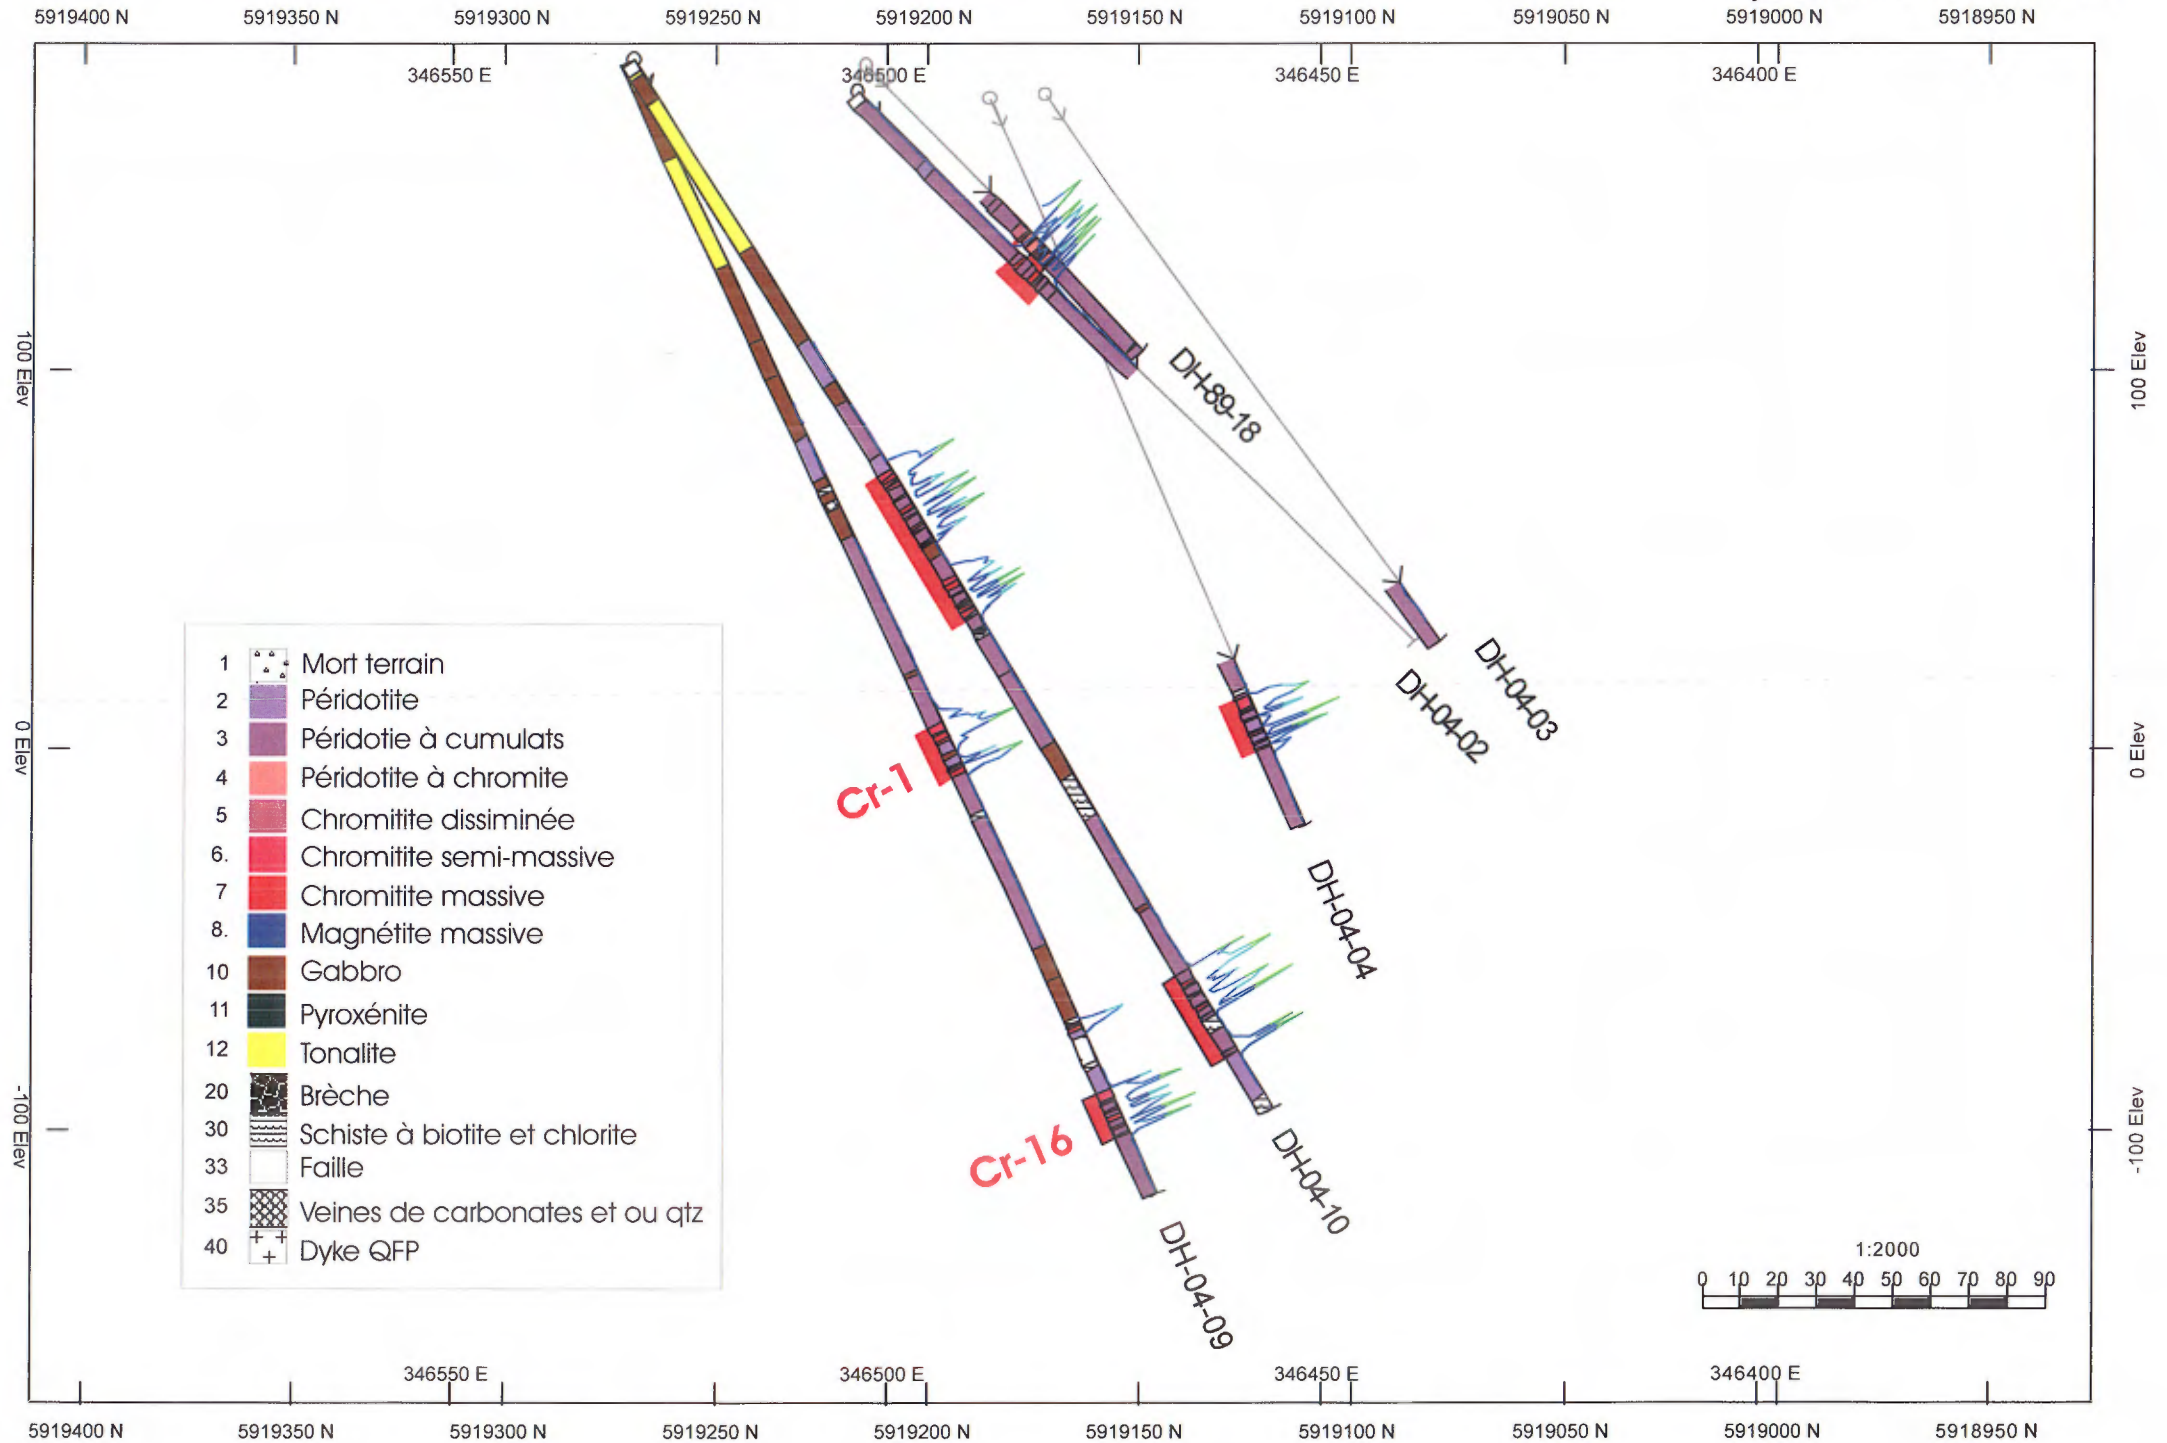 5919400 N 5919350 N 5919300 N 5919250 N 5919200 N 5919150 N 5919100 N 5919050 N 5919000 N 5918950 N
346550 E 346500 E 346450 E 346400 E
100 Elev
100 Elev
DH-89-18
DH-04-03
DH-04-02
0 Elev
0 Elev
Cr-1
DH-04-04
1 Mort terrain
2 Péridotite
3 Péridotie à cumulats
4 Péridotite à chromite
5 Chromitite dissiminée
6. Chromitite semi-massive
7 Chromitite massive
8. Magnétite massive
10 Gabbro
11 Pyroxénite
12 Tonalite
20 Brèche
30 Schiste à biotite et chlorite
33 Faille
35 Veines de carbonates et ou qtz
40 Dyke QFP
-100 Elev
-100 Elev
Cr-16
DH-04-10
DH-04-09
1:2000
0 10 20 30 40 50 60 70 80 90
346550 E 346500 E 346450 E 346400 E
5919400 N 5919350 N 5919300 N 5919250 N 5919200 N 5919150 N 5919100 N 5919050 N 5919000 N 5918950 N